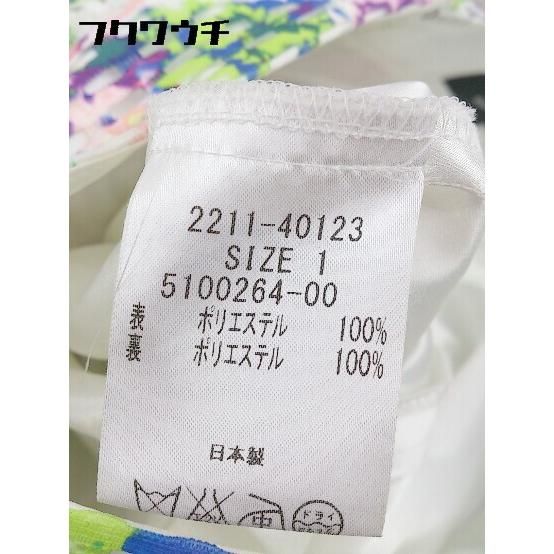 フクワウチ
2211-40123
SIZE 1
5100264-00
表 ポリエステル 100%
裏 ポリエステル 100%
日本製
中
ドライ